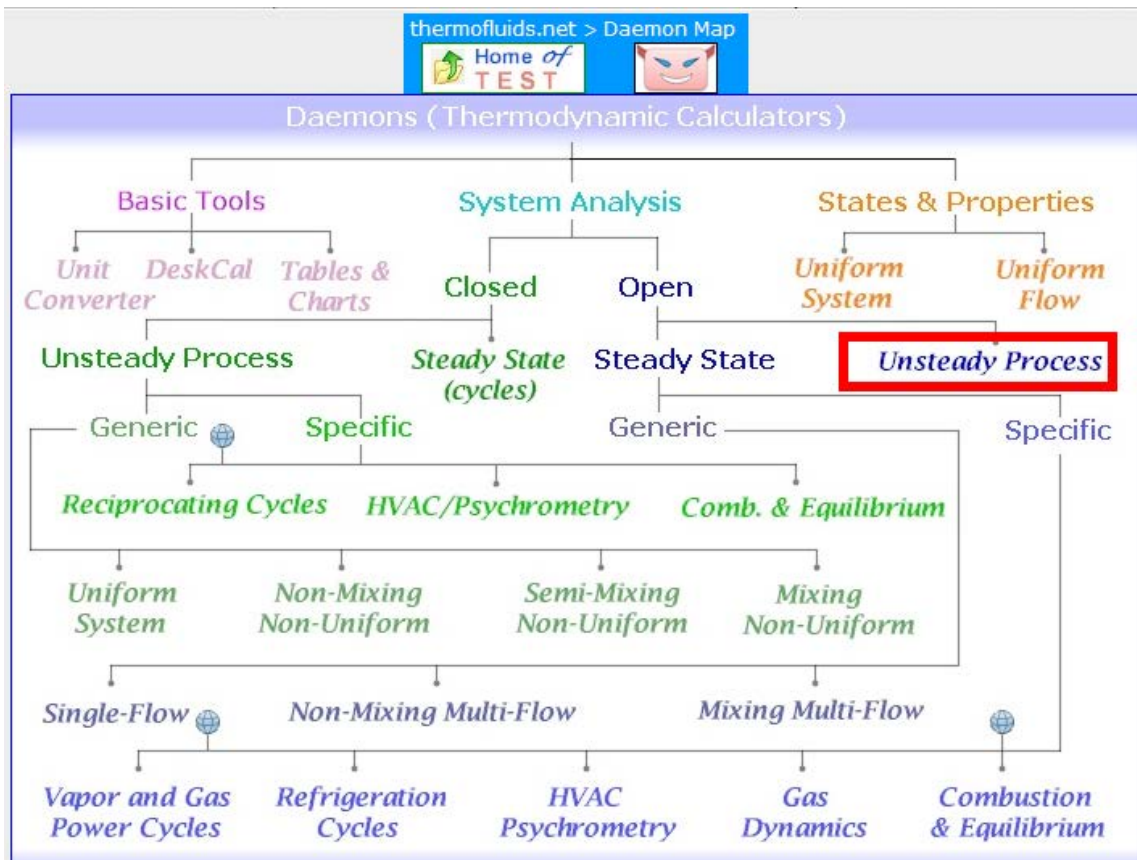 thermofluids.net > Daemon Map
Home of
TEST
Daemons (Thermodynamic Calculators)
Basic Tools
System Analysis
States & Properties
Unit
Converter
DeskCal
Tables &
Charts
Closed
Open
Uniform
System
Uniform
Flow
Unsteady Process
Steady State
(cycles)
Steady State
Unsteady Process
Generic
Specific
Generic
Specific
Reciprocating Cycles
HVAC/Psychrometry
Comb. & Equilibrium
Uniform
System
Non-Mixing
Non-Uniform
Semi-Mixing
Non-Uniform
Mixing
Non-Uniform
Single-Flow
Non-Mixing Multi-Flow
Mixing Multi-Flow
Vapor and Gas
Power Cycles
Refrigeration
Cycles
HVAC
Psychrometry
Gas
Dynamics
Combustion
& Equilibrium